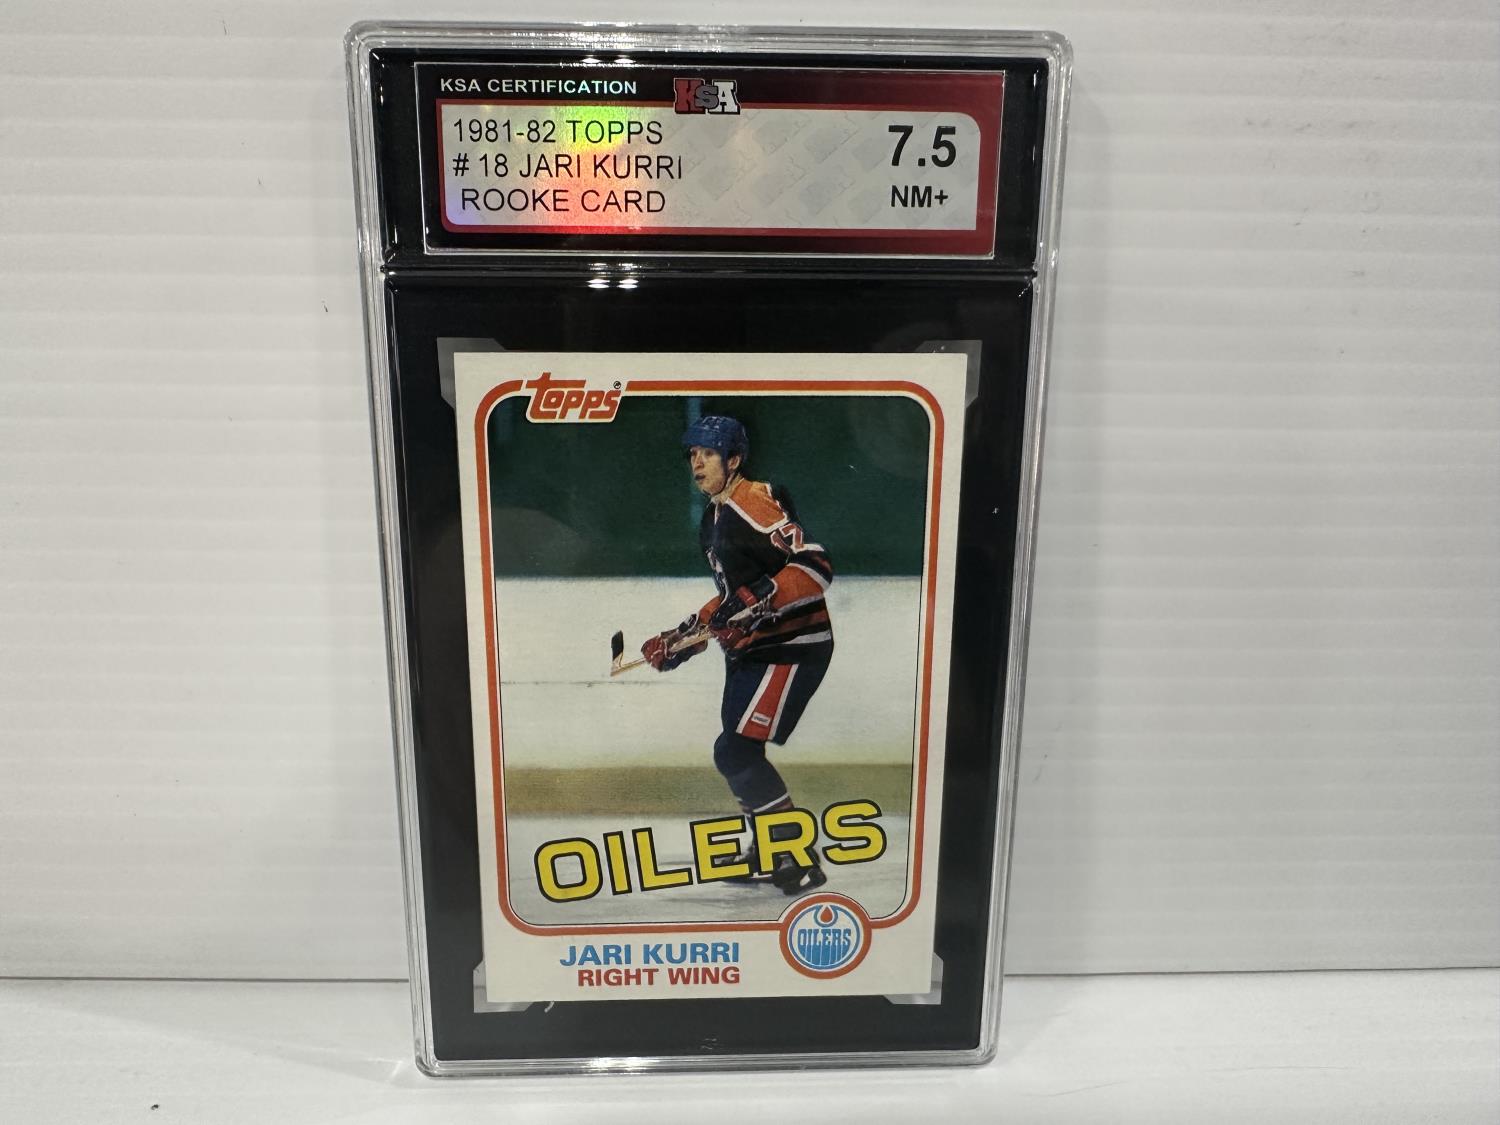 KSA CERTIFICATION
KSA
1981-82 TOPPS
# 18 JARI KURRI
ROOKE CARD
7.5
NM+
TOPPS
17
OILERS
OILERS
JARI KURRI
RIGHT WING